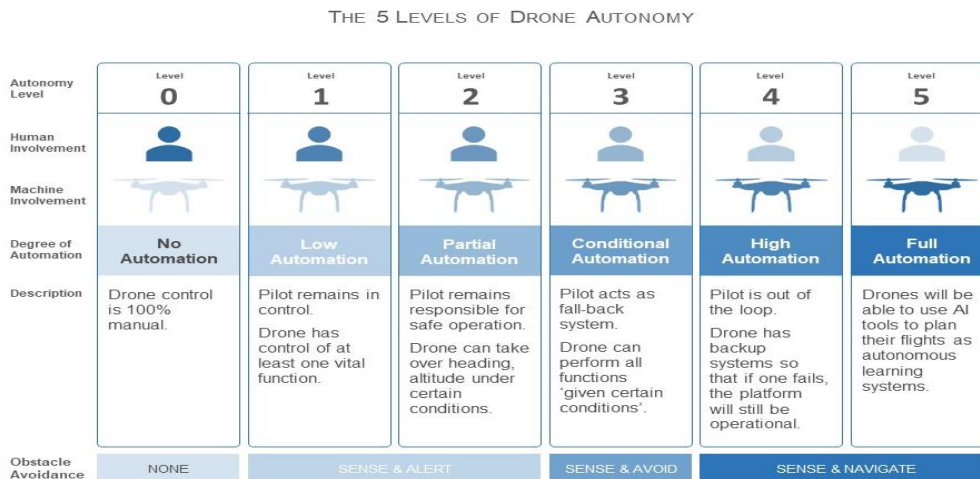 THE 5 LEVELS OF DRONE AUTONOMY
Autonomy
Level
Level
0
Level
1
Level
2
Level
3
Level
4
Level
5
Human
Involvement
Machine
Involvement
Degree of
Automation
No
Automation
Low
Automation
Partial
Automation
Conditional
Automation
High
Automation
Full
Automation
Description
Drone control
is 100%
manual.
Pilot remains in
control.
Drone has
control of at
least one vital
function.
Pilot remains
responsible for
safe operation.
Drone can take
over heading,
altitude under
certain
conditions.
Pilot acts as
fall-back
system.
Drone can
perform all
functions
‘given certain
conditions’.
Pilot is out of
the loop.
Drone has
backup
systems so
that if one fails,
the platform
will still be
operational.
Drones will be
able to use AI
tools to plan
their flights as
autonomous
learning
systems.
Obstacle
Avoidance
NONE
SENSE & ALERT
SENSE & AVOID
SENSE & NAVIGATE